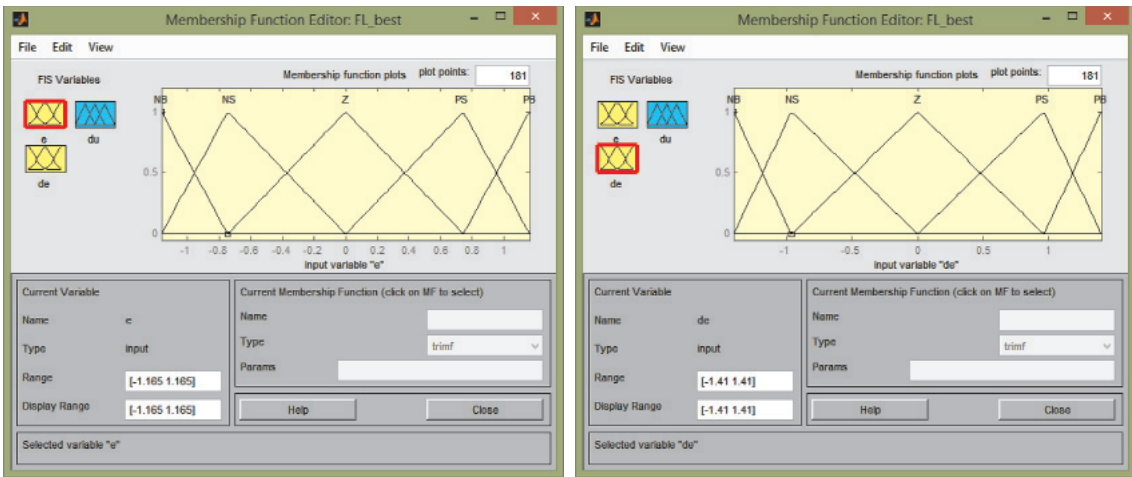 Membership Function Editor: FL_best
File Edit View
FIS Variables
Membership function plots plot points: 181
NB NS Z PS PB
1
e du
0.5
de
0
-1 -0.8 -0.6 -0.4 -0.2 0 0.2 0.4 0.6 0.8 1
input variable "e"
Current Variable
Name e
Type input
Range [-1.165 1.165]
Display Range [-1.165 1.165]
Current Membership Function (click on MF to select)
Name
Type trimf
Params
Help Close
Selected variable "e"
Membership Function Editor: FL_best
File Edit View
FIS Variables
Membership function plots plot points: 181
NB NS Z PS PB
1
e du
0.5
de
0
-1 -0.5 0 0.5 1
input variable "de"
Current Variable
Name de
Type input
Range [-1.41 1.41]
Display Range [-1.41 1.41]
Current Membership Function (click on MF to select)
Name
Type trimf
Params
Help Close
Selected variable "de"